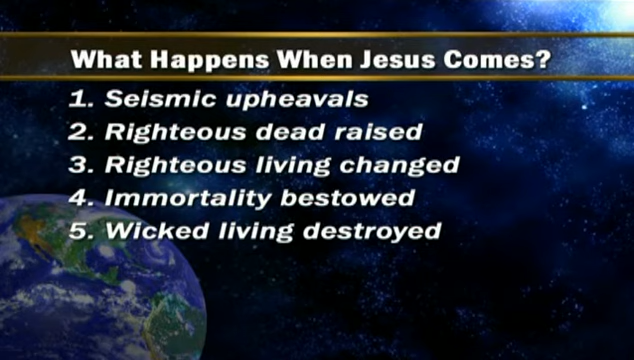 What Happens When Jesus Comes?
1. Seismic upheavals
2. Righteous dead raised
3. Righteous living changed
4. Immortality bestowed
5. Wicked living destroyed